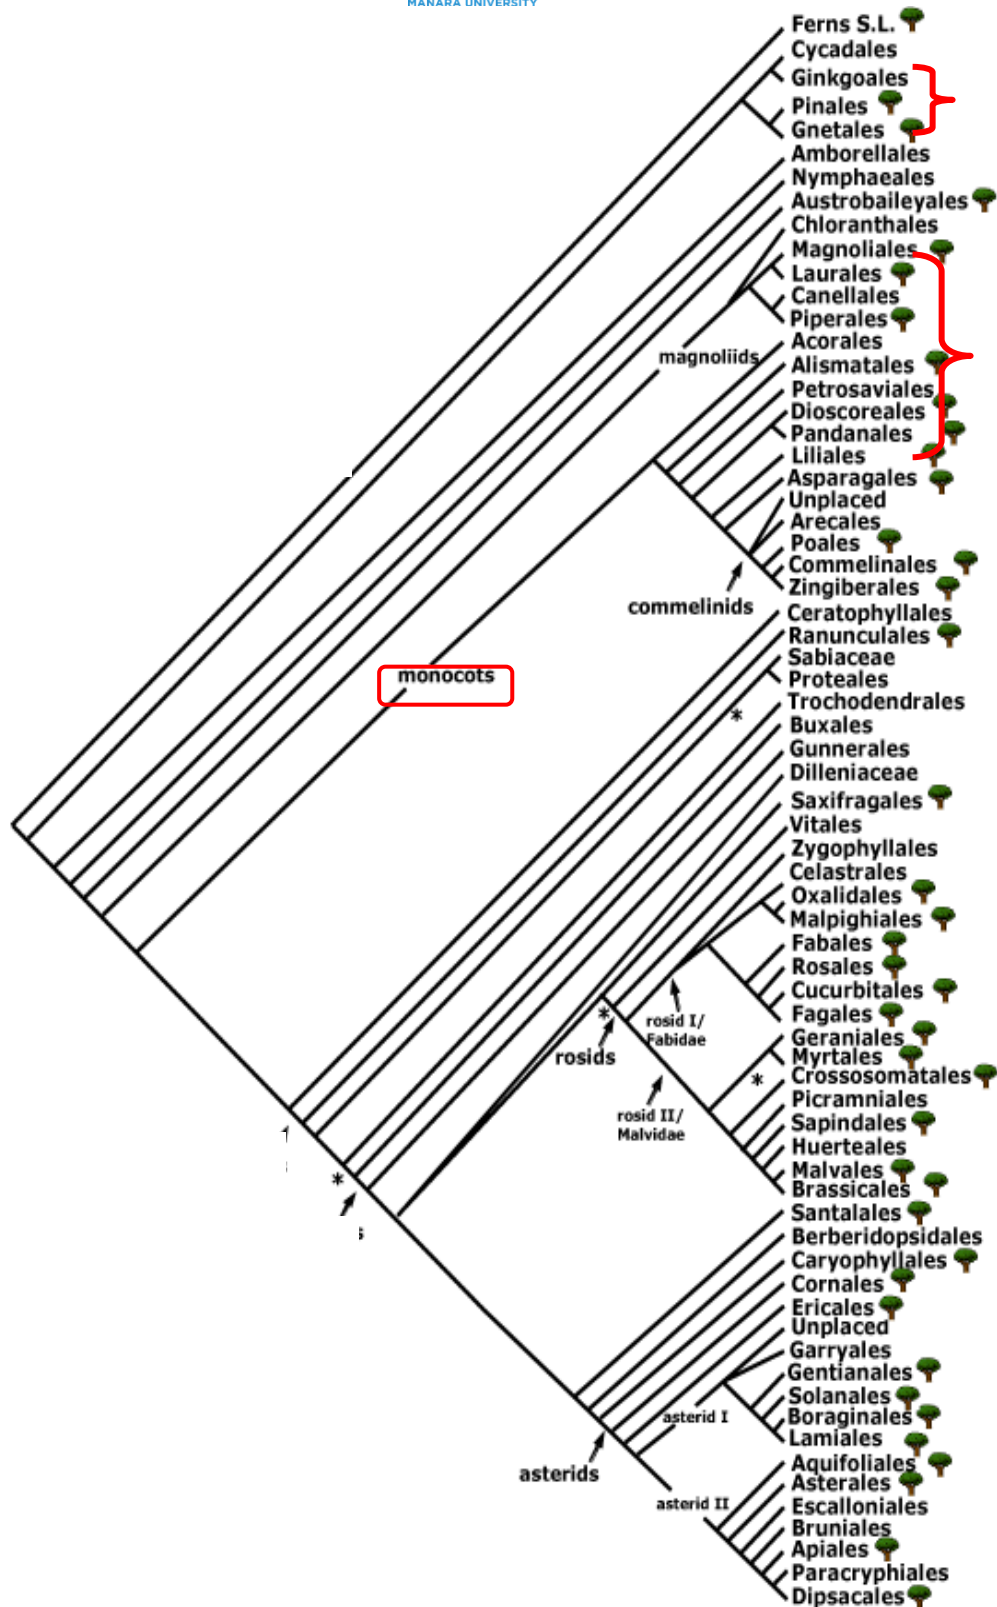 MANARA UNIVERSITY
Ferns S.L.
Cycadales
Ginkgoales
Pinales
Gnetales
Amborellales
Nymphaeales
Austrobaileyales
Chloranthales
Magnoliales
Laurales
Canellales
Piperales
Acorales
magnoliids
Alismatales
Petrosaviales
Dioscoreales
Pandanales
Liliales
Asparagales
Unplaced
Arecales
Poales
Commelinales
Zingiberales
commelinids
Ceratophyllales
Ranunculales
Sabiaceae
monocots
Proteales
Trochodendrales
*
Buxales
Gunnerales
Dilleniaceae
Saxifragales
Vitales
Zygophyllales
Celastrales
Oxalidales
Malpighiales
Fabales
Rosales
Cucurbitales
Fagales
*
rosid I/
Fabidae
Geraniales
rosids
Myrtales
Crossosomatales
*
Picramniales
rosid II/
Malvidae
Sapindales
Huerteales
Malvales
*
Brassicales
Santalales
s
Berberidopsidales
Caryophyllales
Cornales
Ericales
Unplaced
Garryales
Gentianales
Solanales
asterid I
Boraginales
Lamiales
Aquifoliales
asterids
Asterales
asterid II
Escalloniales
Bruniales
Apiales
Paracryphiales
Dipsacales